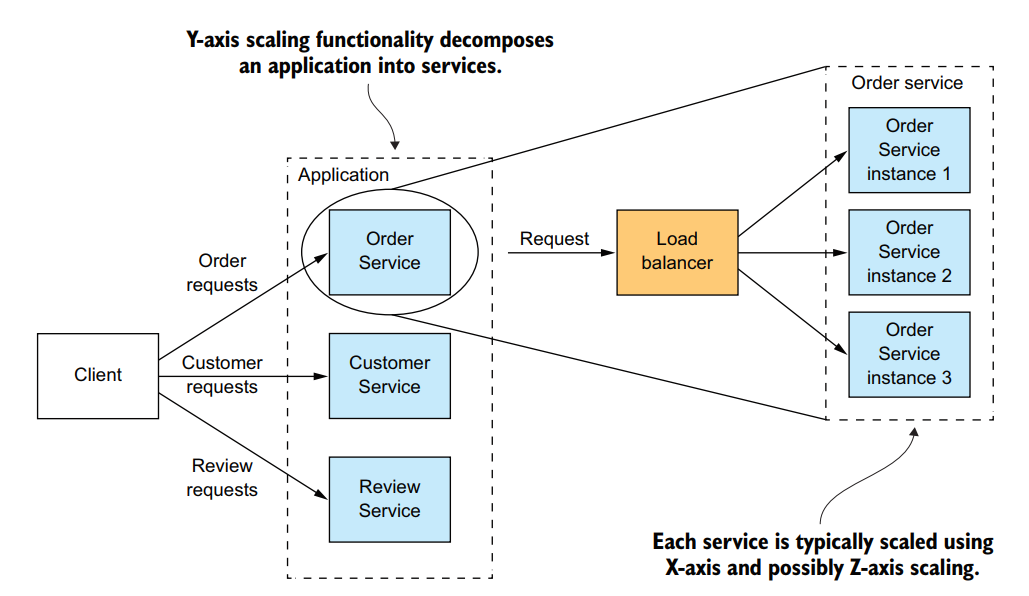 Y-axis scaling functionality decomposes
an application into services.
Application
Order
Service
Order
requests
Client
Customer
requests
Customer
Service
Review
requests
Review
Service
Request
Load
balancer
Order service
Order
Service
instance 1
Order
Service
instance 2
Order
Service
instance 3
Each service is typically scaled using
X-axis and possibly Z-axis scaling.